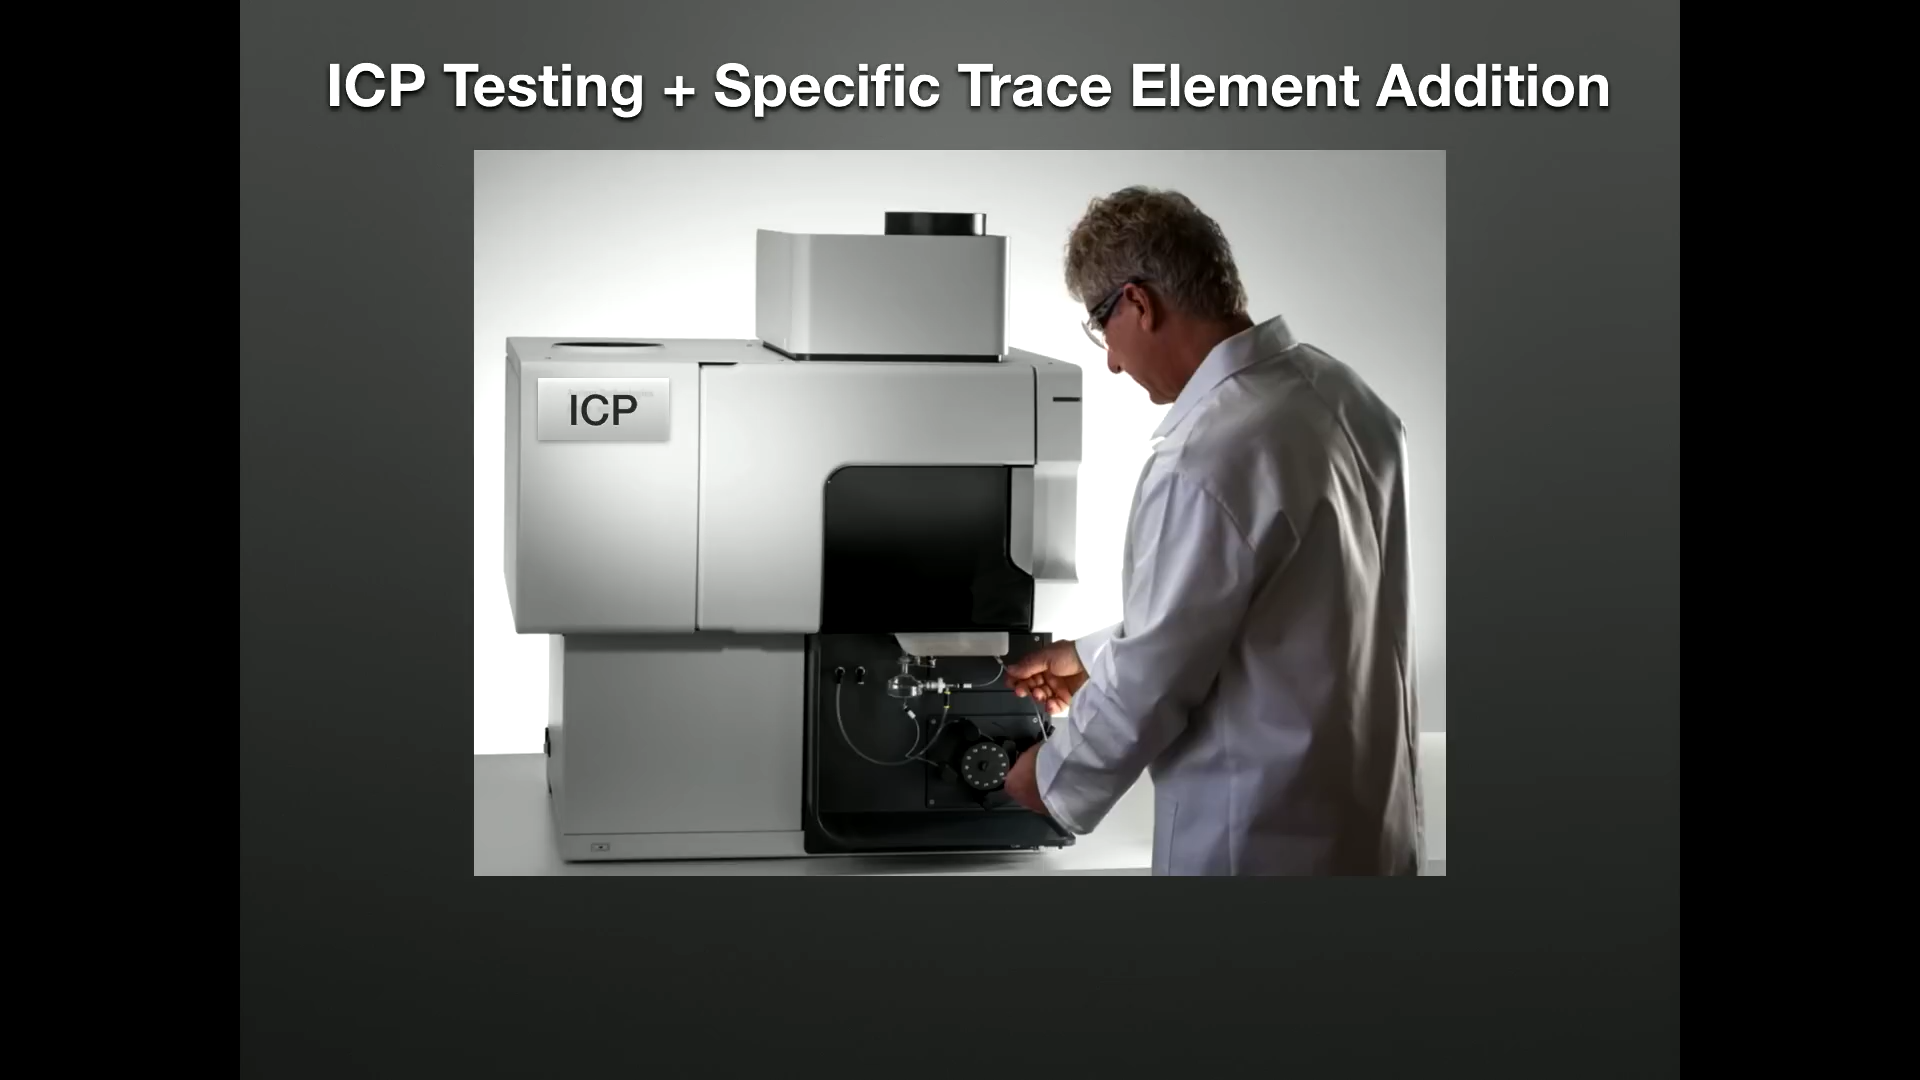 ICP Testing + Specific Trace Element Addition
ICP